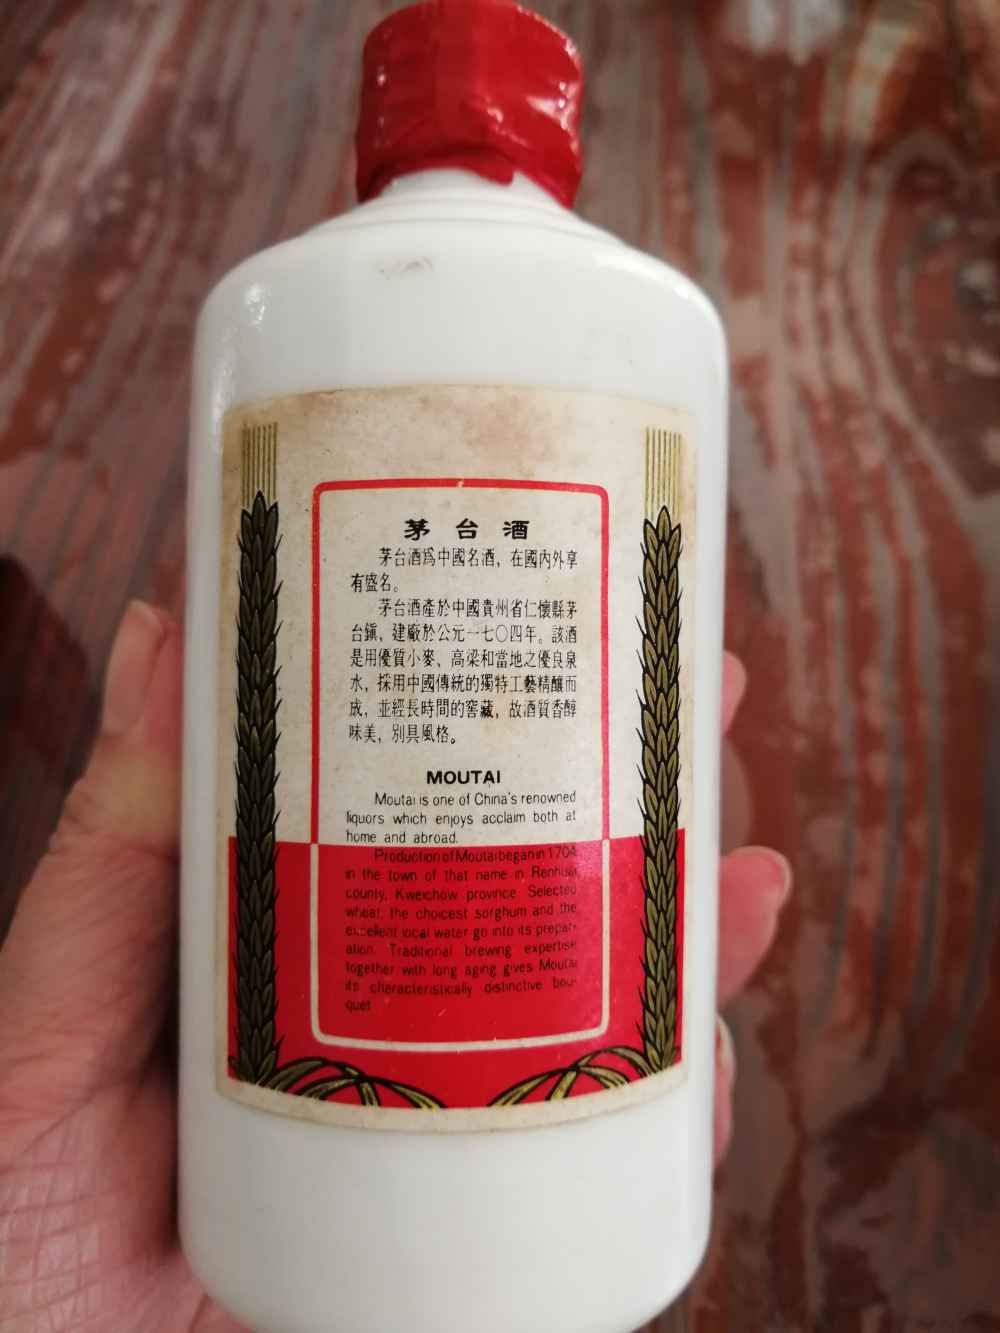 茅台酒
茅台酒爲中國名酒，在國內外享
有盛名。
茅台酒產於中國貴州省仁懷縣茅
台鎭，建廠於公元一七〇四年。該酒
是用優質小麥、高梁和當地之優良泉
水，採用中國傳統的獨特工藝精釀而
成，並經長時間的窖藏，故酒質香醇
味美，別具風格。
MOUTAI
Moutai is one of China's renowned
liquors which enjoys acclaim both at
home and abroad.
Production of Moutai began in 1704
in the town of that name in Renhuai
county, Kweichow province. Selected
wheat, the choicest sorghum and the
excellent local water go into its prepar-
ation. Traditional brewing expertise
together with long aging gives Moutai
its characteristically distinctive bou-
quet